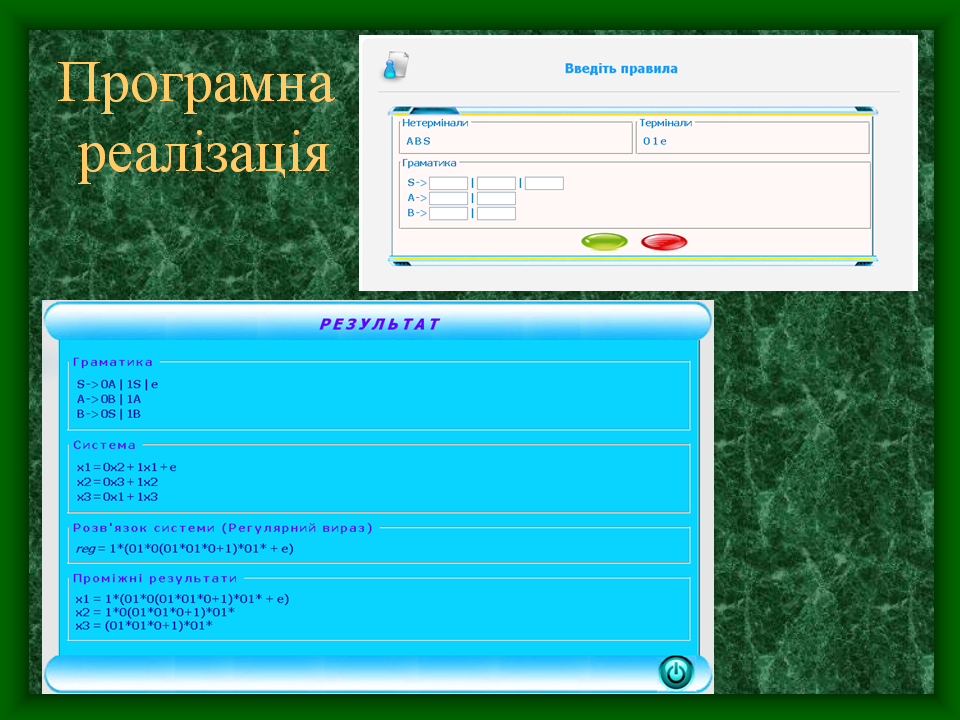 Програмна
реалізація
Введіть правила
Нетермінали
A B S
Термінали
0 1 e
Граматика
S-> | |
A-> |
B-> |
РЕЗУЛЬТАТ
Граматика
S->0A|1S|e
A->0B|1A
B->0S|1B
Система
x1=0x2+1x1+e
x2=0x3+1x2
x3=0x1+1x3
Розв'язок системи (Регулярний вираз)
reg = 1*(01*0(01*01*0+1)*01* + e)
Проміжні результати
x1 = 1*(01*0(01*01*0+1)*01* + e)
x2 = 1*0(01*01*0+1)*01*
x3 = (01*01*0+1)*01*